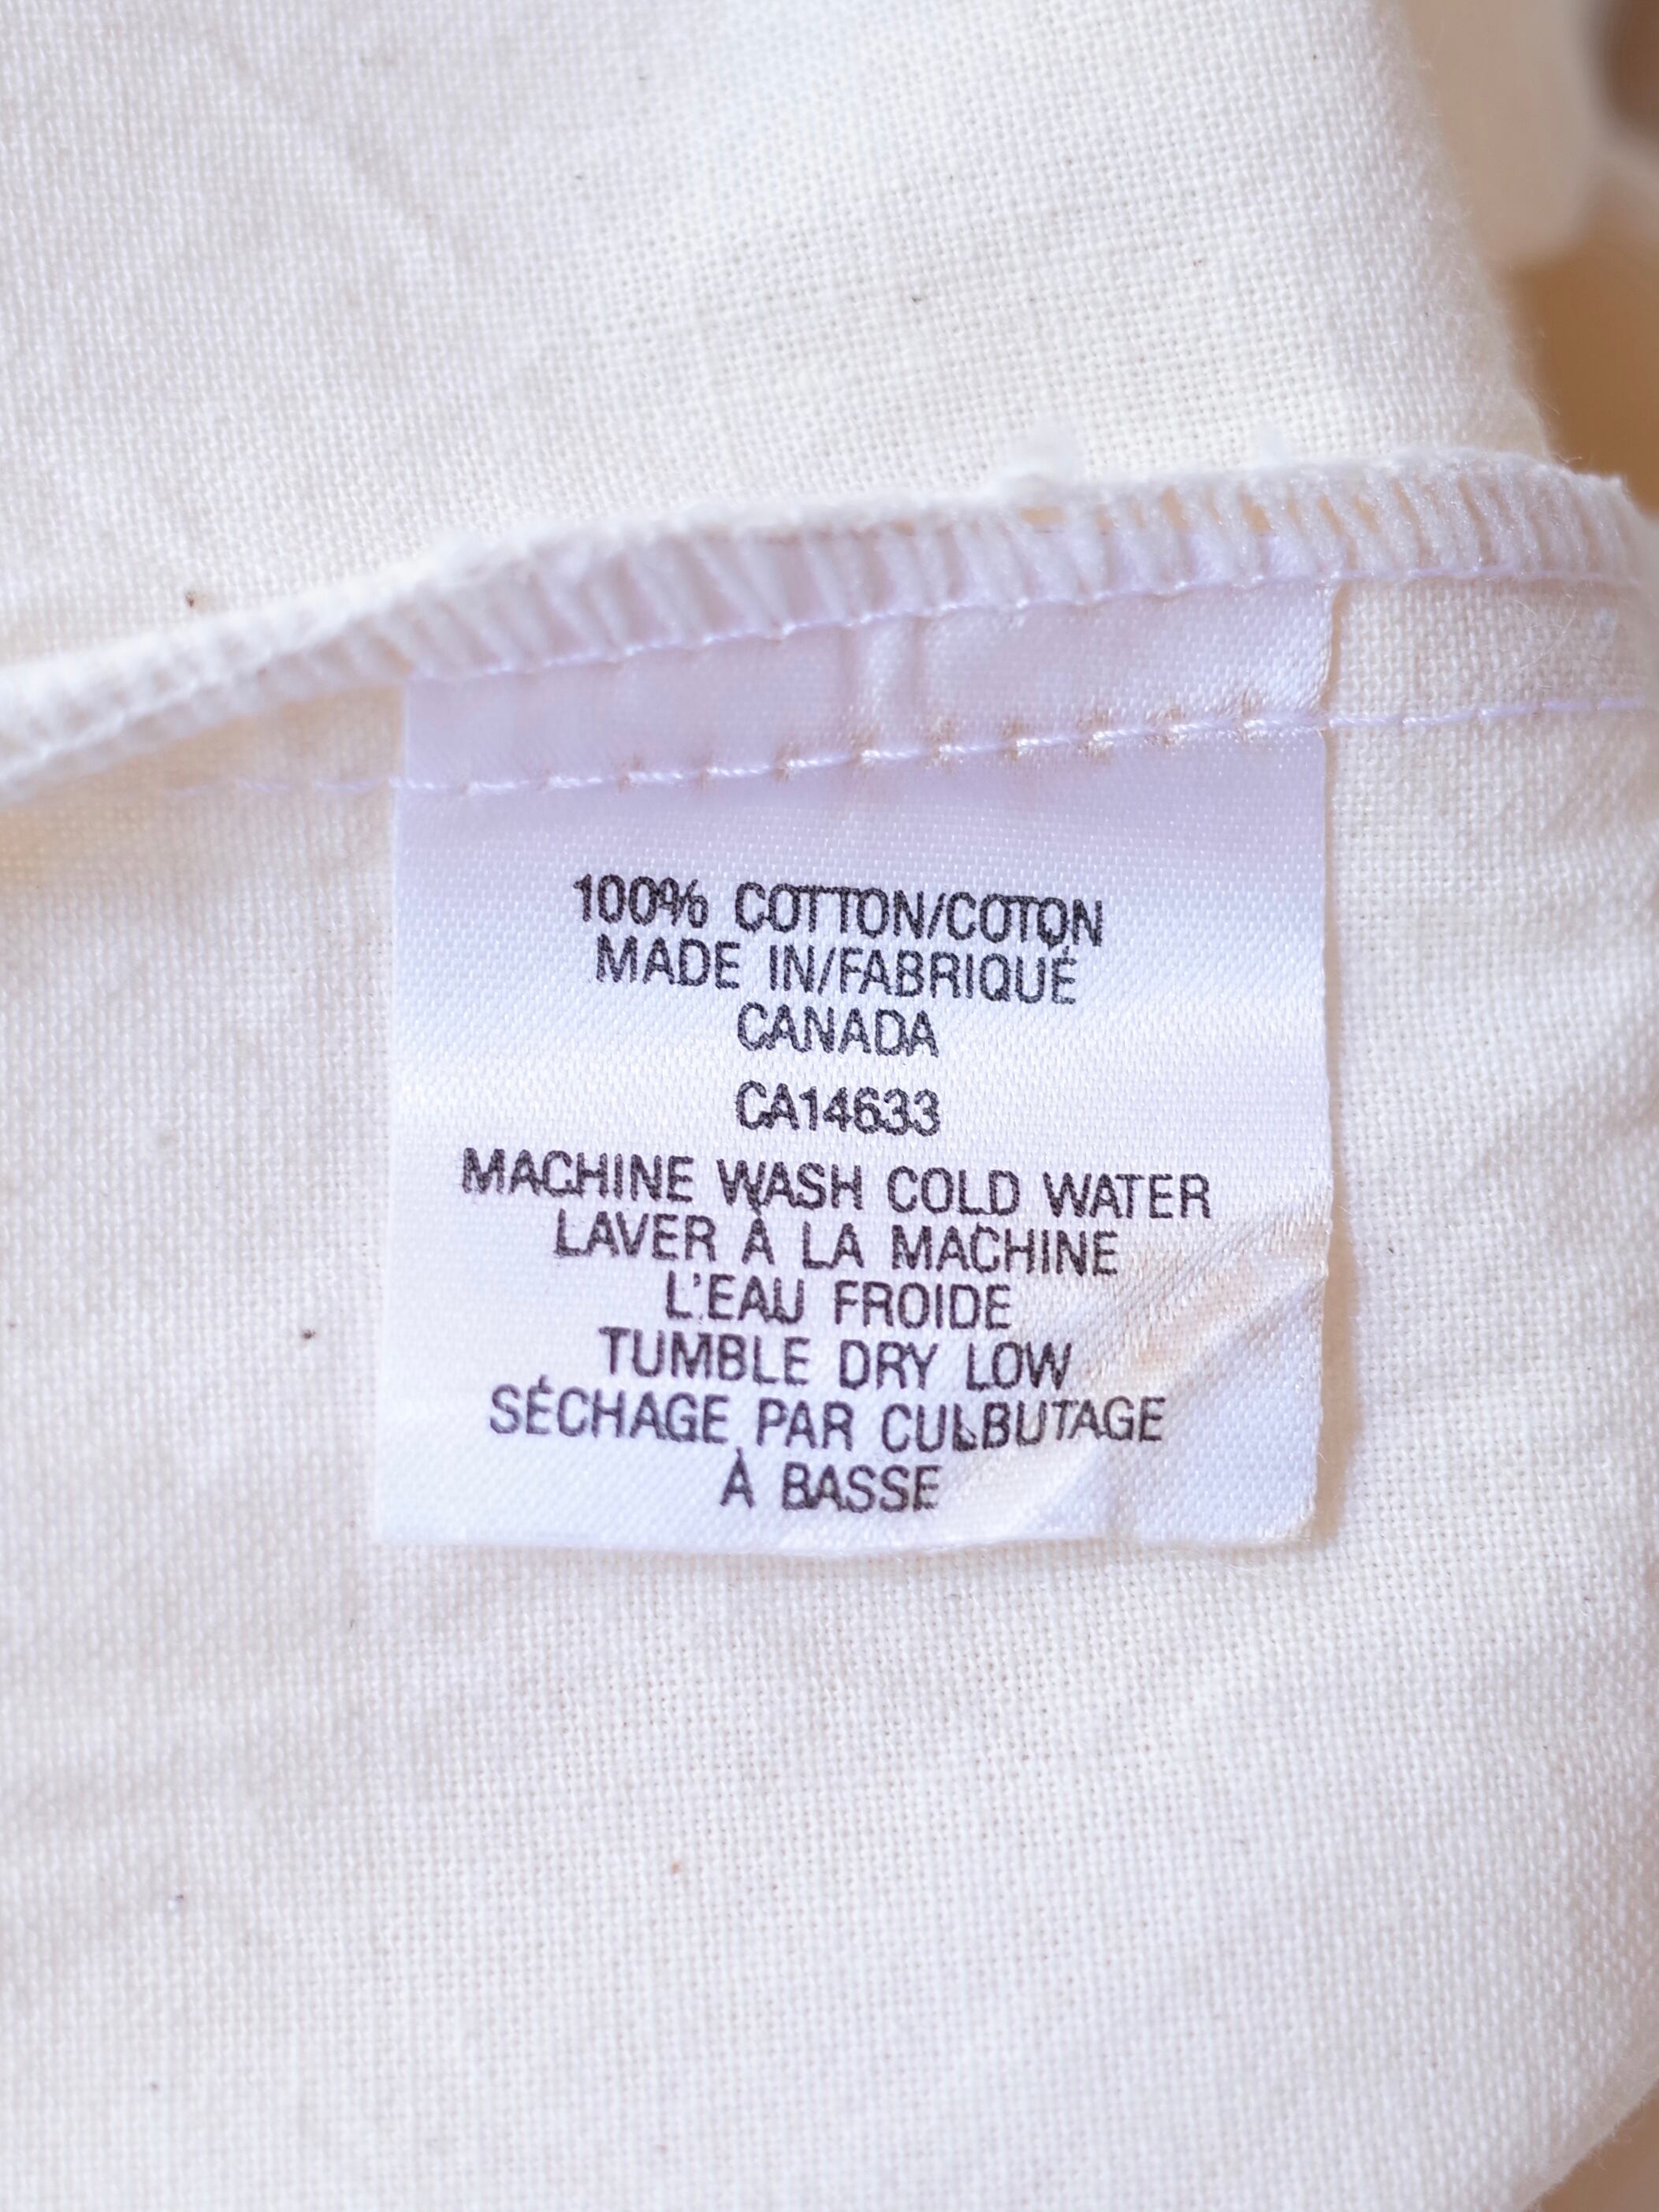 100% COTTON/COTON
MADE IN/FABRIQUÉ
CANADA
CA14633
MACHINE WASH COLD WATER
LAVER À LA MACHINE
L'EAU FROIDE
TUMBLE DRY LOW
SÉCHAGE PAR CULBUTAGE
À BASSE